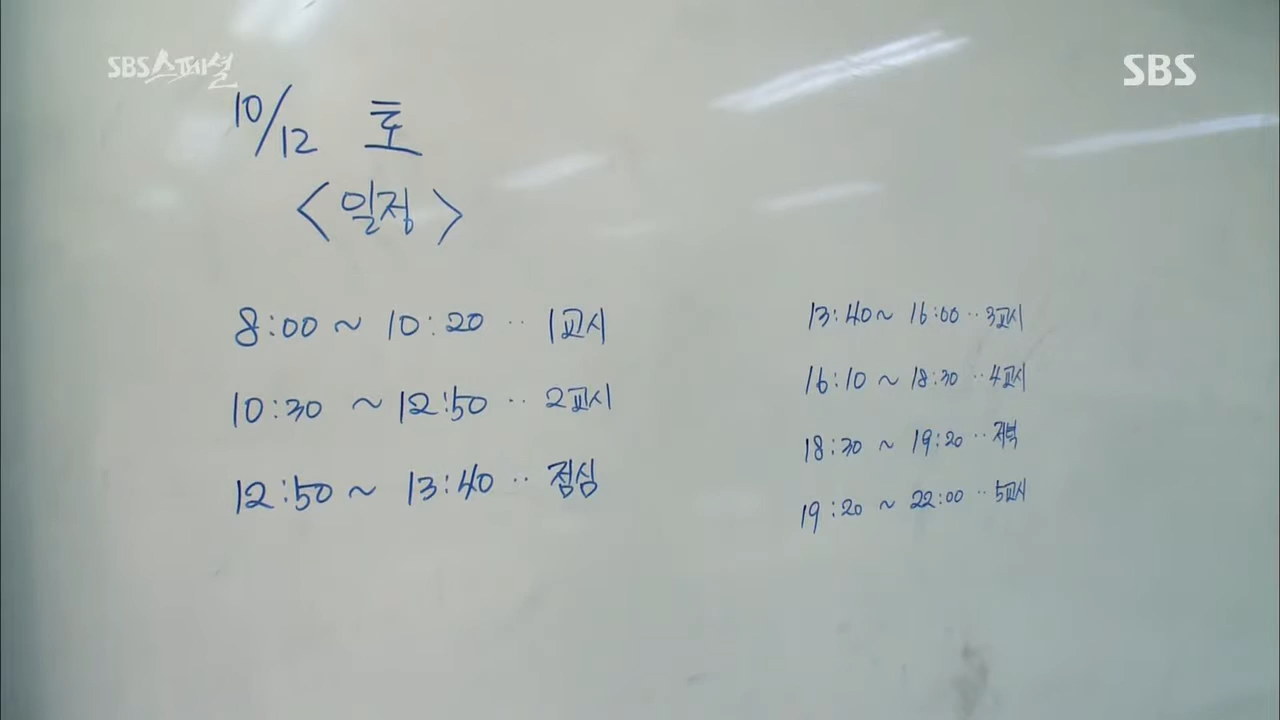 SBS스페셜
SBS
10/12 토
<일정>
8:00 ~ 10:20 ·· 1교시
10:30 ~ 12:50 ·· 2교시
12:50 ~ 13:40 ·· 점심
13:40 ~ 16:00 ·· 3교시
16:10 ~ 18:30 ·· 4교시
18:30 ~ 19:20 ·· 저녁
19:20 ~ 22:00 ·· 5교시